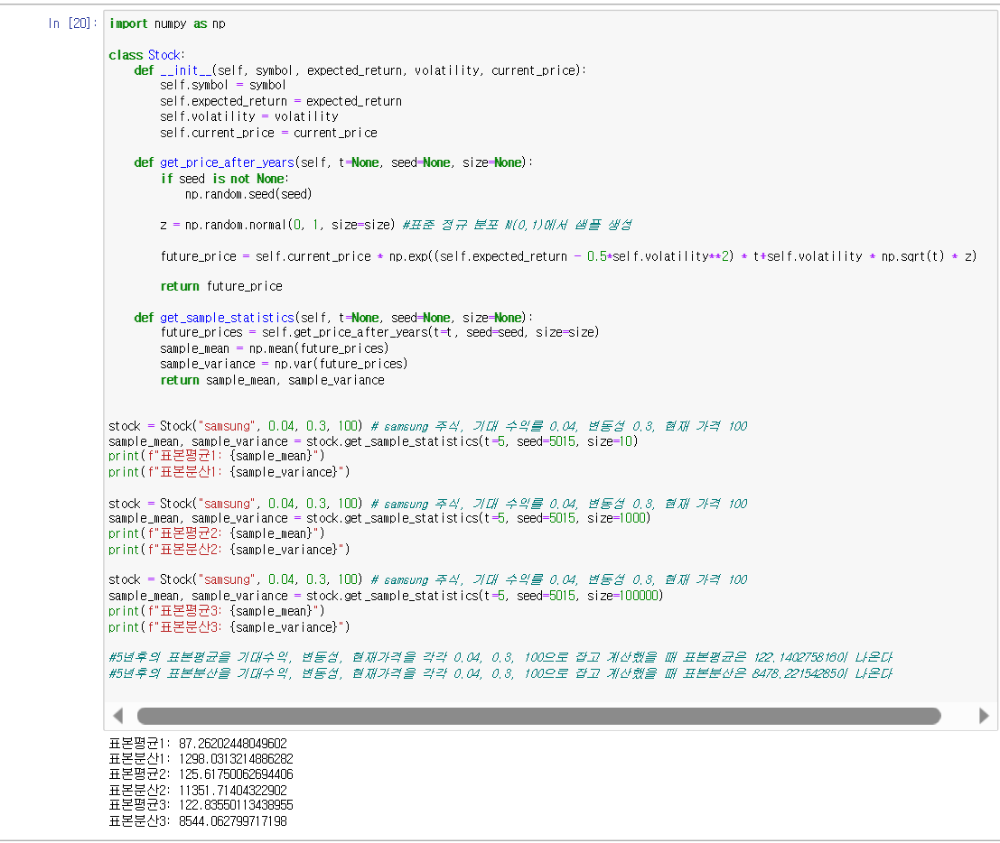 In [20]:
import numpy as np
class Stock:
    def __init__(self, symbol, expected_return, volatility, current_price):
        self.symbol = symbol
        self.expected_return = expected_return
        self.volatility = volatility
        self.current_price = current_price
    def get_price_after_years(self, t=None, seed=None, size=None):
        if seed is not None:
            np.random.seed(seed)
        z = np.random.normal(0, 1, size=size) #표준 정규 분포 N(0,1)에서 샘플 생성
        future_price = self.current_price * np.exp((self.expected_return - 0.5*self.volatility**2) * t+self.volatility * np.sqrt(t) * z)
        return future_price
    def get_sample_statistics(self, t=None, seed=None, size=None):
        future_prices = self.get_price_after_years(t=t, seed=seed, size=size)
        sample_mean = np.mean(future_prices)
        sample_variance = np.var(future_prices)
        return sample_mean, sample_variance
stock = Stock("samsung", 0.04, 0.3, 100) # samsung 주식, 기대 수익률 0.04, 변동성 0.3, 현재 가격 100
sample_mean, sample_variance = stock.get_sample_statistics(t=5, seed=5015, size=10)
print(f"표본평균1: {sample_mean}")
print(f"표본분산1: {sample_variance}")
stock = Stock("samsung", 0.04, 0.3, 100) # samsung 주식, 기대 수익률 0.04, 변동성 0.3, 현재 가격 100
sample_mean, sample_variance = stock.get_sample_statistics(t=5, seed=5015, size=1000)
print(f"표본평균2: {sample_mean}")
print(f"표본분산2: {sample_variance}")
stock = Stock("samsung", 0.04, 0.3, 100) # samsung 주식, 기대 수익률 0.04, 변동성 0.3, 현재 가격 100
sample_mean, sample_variance = stock.get_sample_statistics(t=5, seed=5015, size=100000)
print(f"표본평균3: {sample_mean}")
print(f"표본분산3: {sample_variance}")
#5년후의 표본평균을 기대수익, 변동성, 현재가격을 각각 0.04, 0.3, 100으로 잡고 계산했을 때 표본평균은 122.1402758160이 나온다
#5년후의 표본분산을 기대수익, 변동성, 현재가격을 각각 0.04, 0.3, 100으로 잡고 계산했을 때 표본분산은 8478.22154285이 나온다
표본평균1: 87.26202448049602
표본분산1: 1298.0313214886282
표본평균2: 125.61750062694406
표본분산2: 11351.71404322902
표본평균3: 122.83550113438955
표본분산3: 8544.062799717198